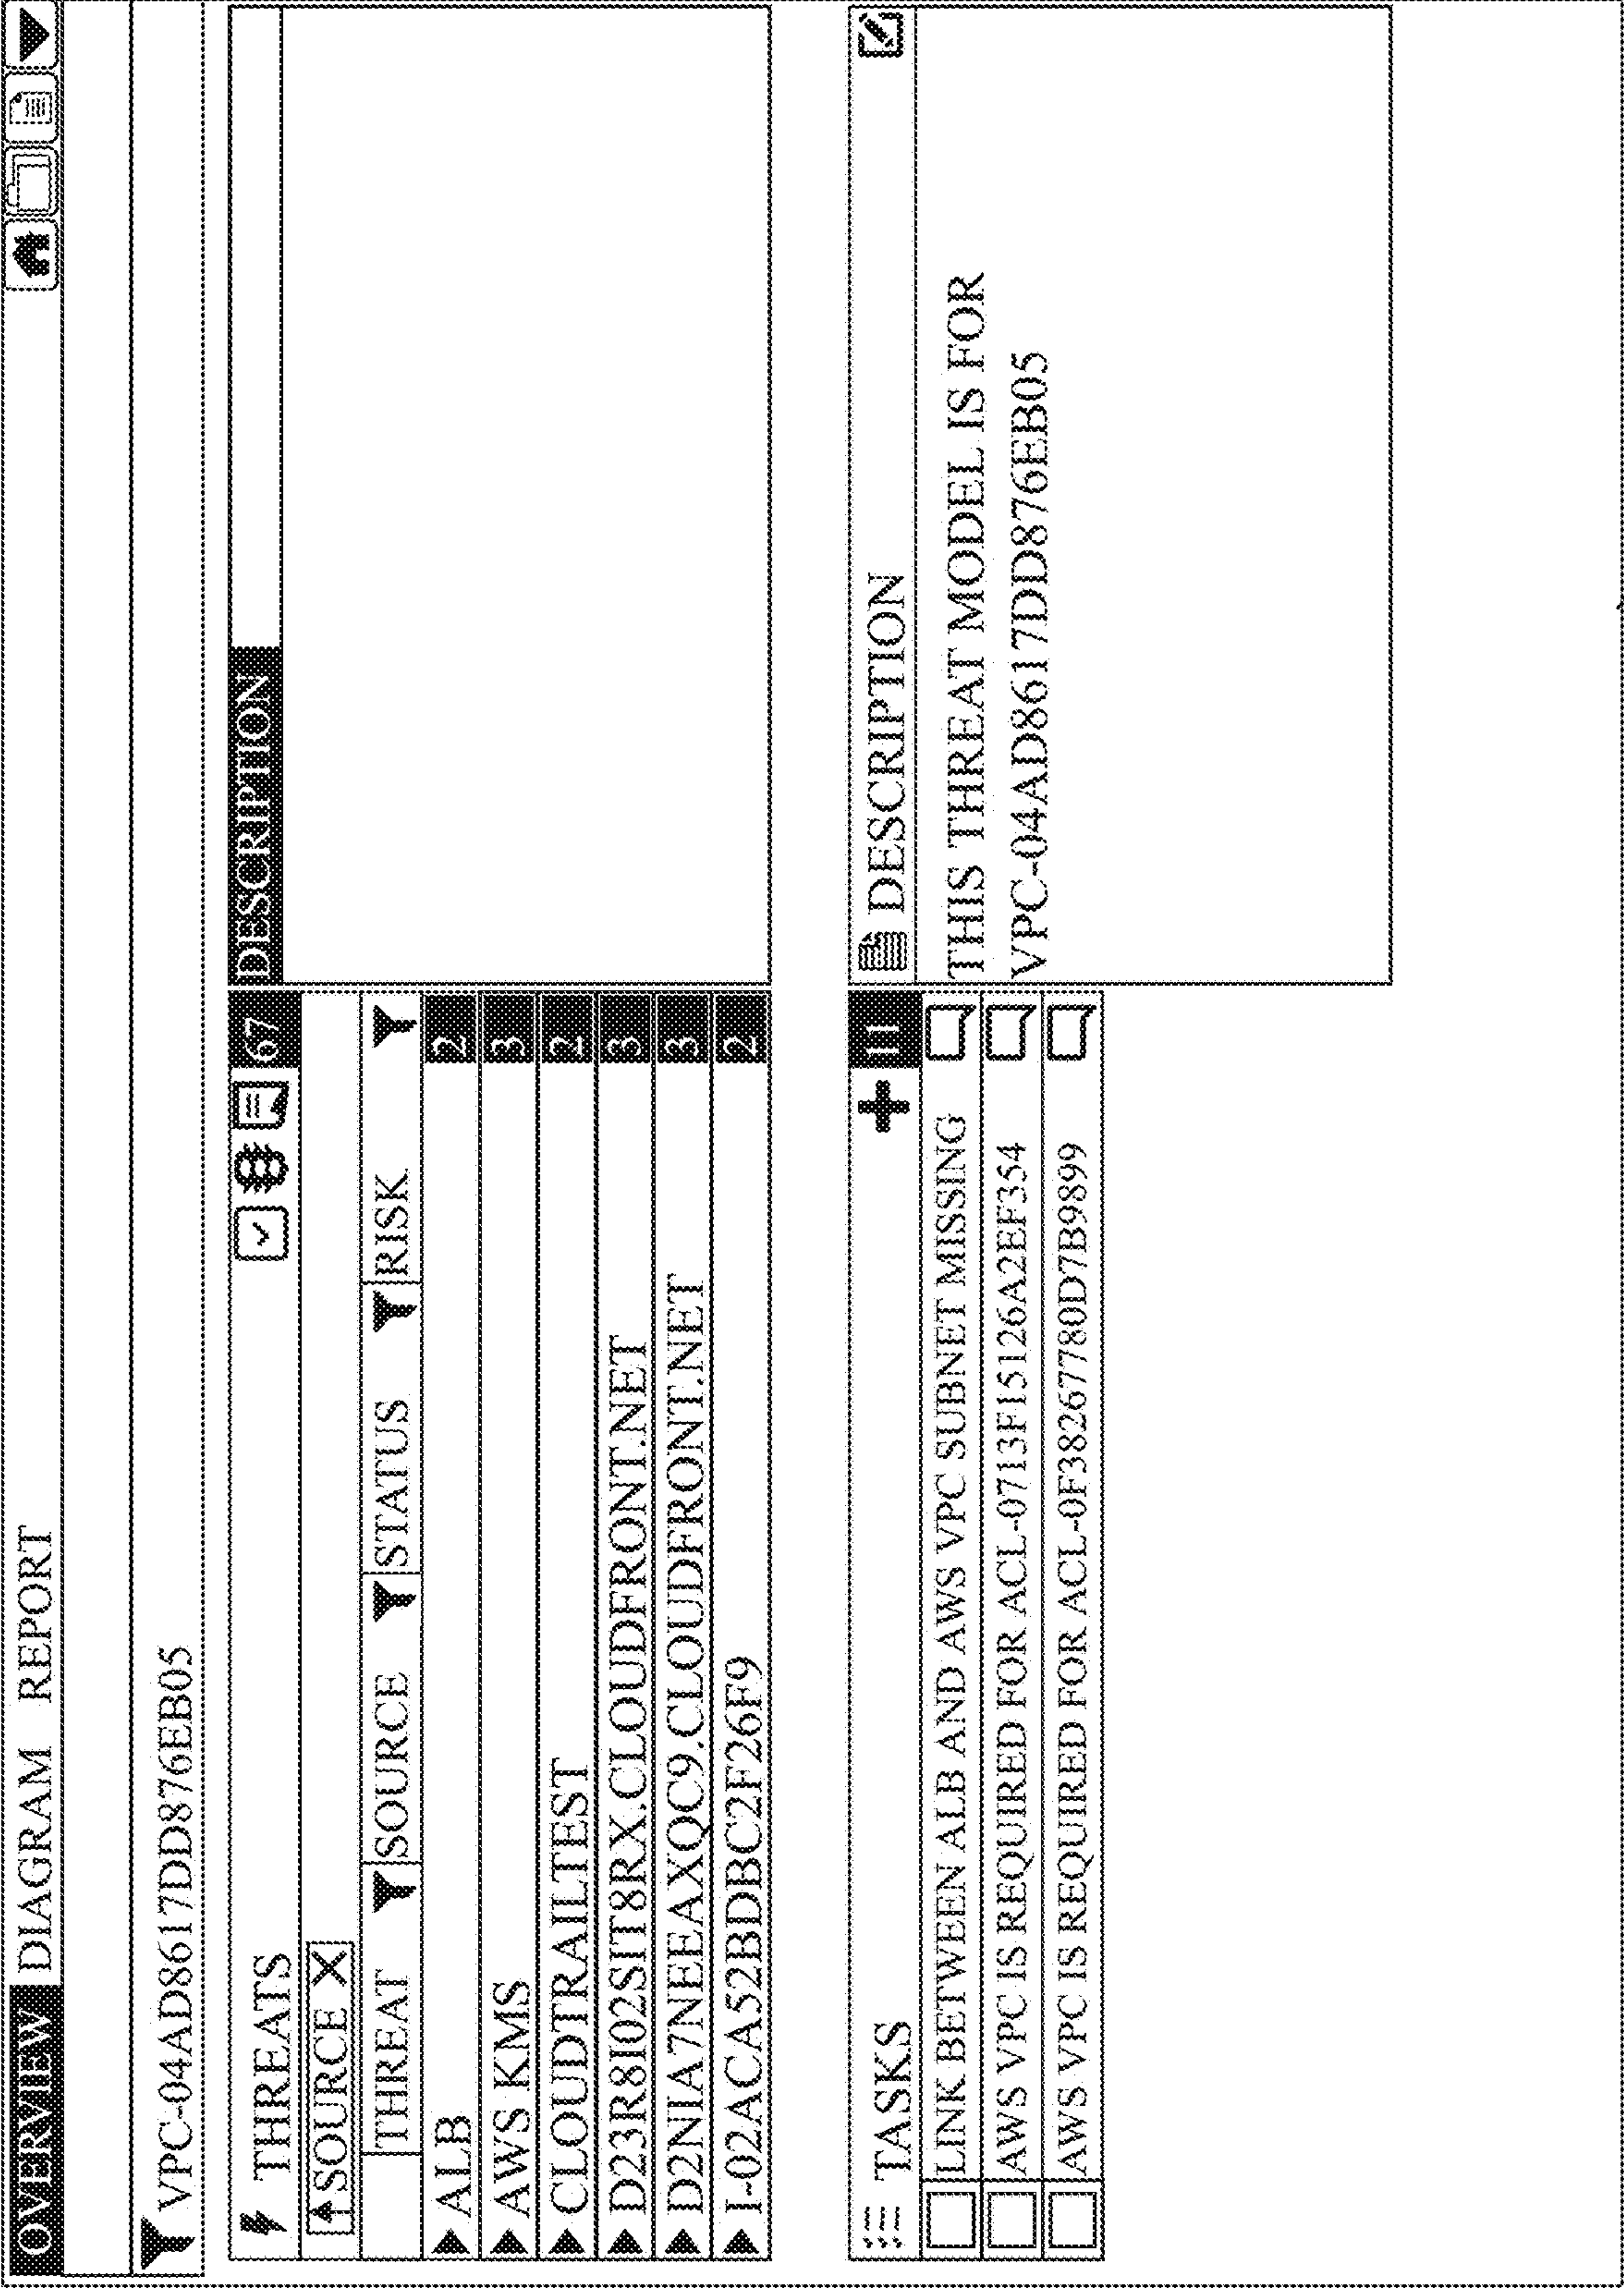 OVERVIEW DIAGRAM REPORT
VPC-04AD8617DD876EB05
THREATS 67
SOURCE X
THREAT SOURCE STATUS RISK
ALB 2
AWS KMS 3
CLOUDTRAILTEST 2
D23R8I02SIT8RX.CLOUDFRONT.NET 3
D2NIA7NEEAXQC9.CLOUDFRONT.NET 3
I-02ACA52BDBC2F26F9 2
DESCRIPTION
TASKS 111
LINK BETWEEN ALB AND AWS VPC SUBNET MISSING
AWS VPC IS REQUIRED FOR ACL-0713F15126A2EF354
AWS VPC IS REQUIRED FOR ACL-0F38267780D7B9899
DESCRIPTION
THIS THREAT MODEL IS FOR
VPC-04AD8617DD876EB05